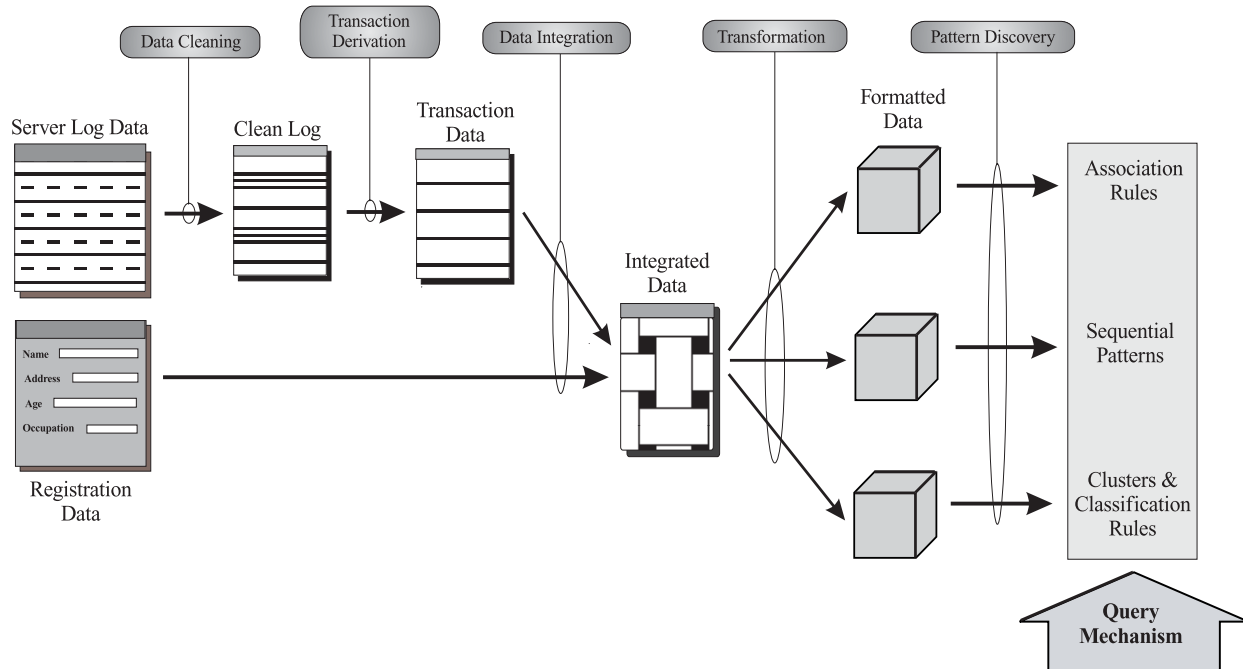 Data Cleaning
Transaction
Derivation
Data Integration
Transformation
Pattern Discovery
Server Log Data
Clean Log
Transaction
Data
Formatted
Data
Association
Rules
Integrated
Data
Sequential
Patterns
Name
Address
Age
Occupation
Registration
Data
Clusters &
Classification
Rules
Query
Mechanism